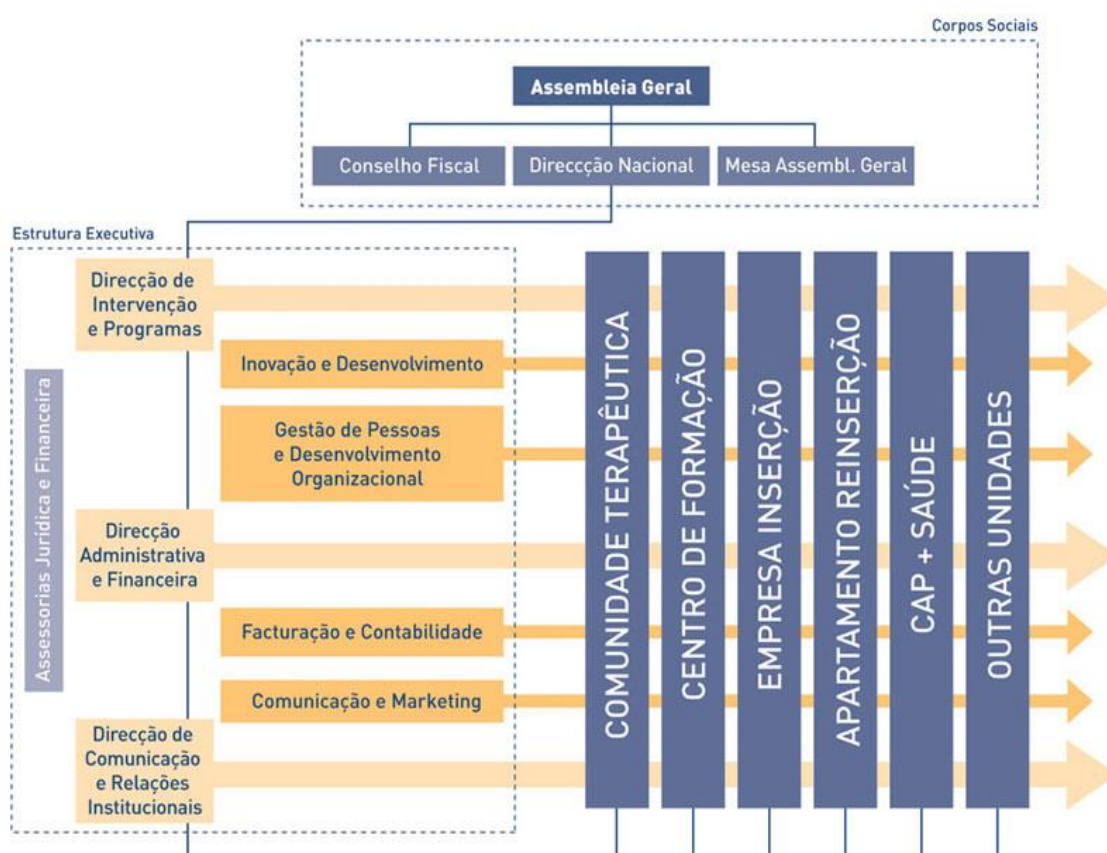 Corpos Sociais
Assembleia Geral
Conselho Fiscal
Direccção Nacional
Mesa Assembl. Geral
Estrutura Executiva
Direcção de
Intervenção
e Programas
Inovação e Desenvolvimento
Gestão de Pessoas
e Desenvolvimento
Organizacional
Assessorias Jurídica e Financeira
Direcção
Administrativa
e Financeira
Facturação e Contabilidade
Comunicação e Marketing
Direcção de
Comunicação
e Relações
Institucionais
COMUNIDADE TERAPÊUTICA
CENTRO DE FORMAÇÃO
EMPRESA INSERÇÃO
APARTAMENTO REINSERÇÃO
CAP + SAÚDE
OUTRAS UNIDADES